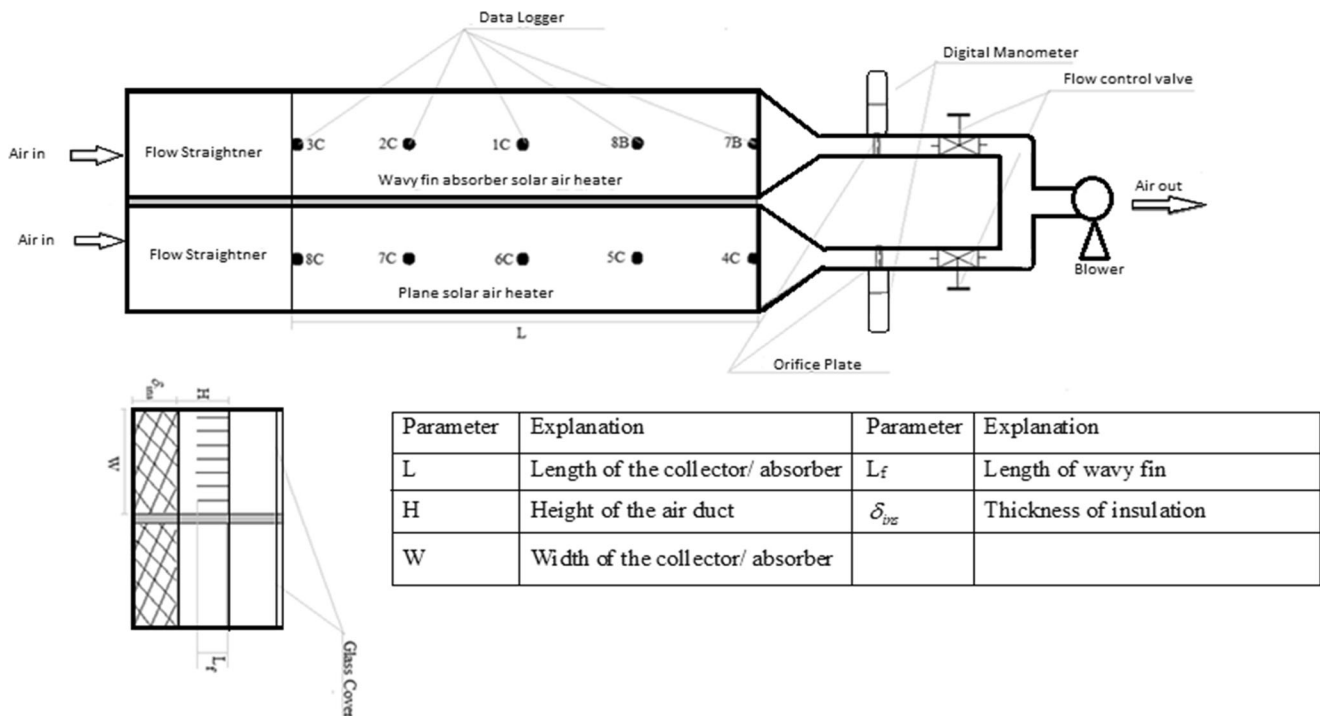 Data Logger
Digital Manometer
Flow control valve
Air in
Flow Straightner
3C 2C 1C 8B 7B
Wavy fin absorber solar air heater
Air out
Air in
Flow Straightner
8C 7C 6C 5C 4C
Plane solar air heater
Blower
L
Orifice Plate
δins H
W
Lf
Glass Cover
Parameter Explanation Parameter Explanation
L Length of the collector/ absorber Lf Length of wavy fin
H Height of the air duct δins Thickness of insulation
W Width of the collector/ absorber